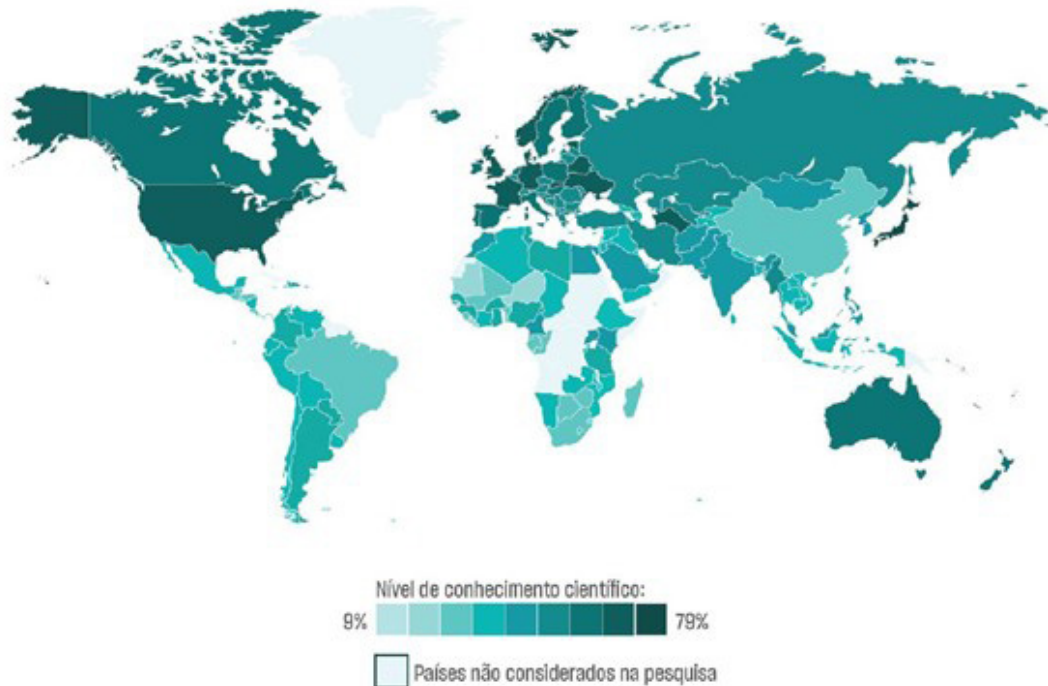 Nível de conhecimento científico:
9% 79%
Países não considerados na pesquisa